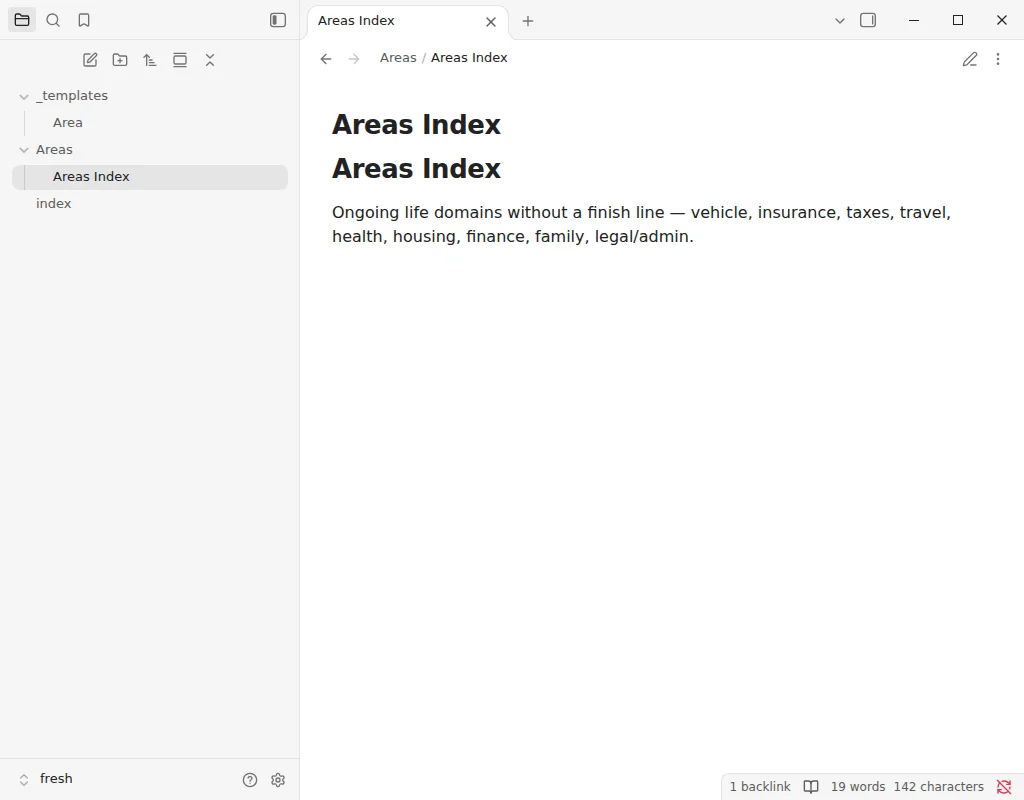 Areas Index
Areas / Areas Index
_templates
Area
Areas
Areas Index
index
Areas Index
Areas Index
Ongoing life domains without a finish line — vehicle, insurance, taxes, travel,
health, housing, finance, family, legal/admin.
fresh
1 backlink 19 words 142 characters